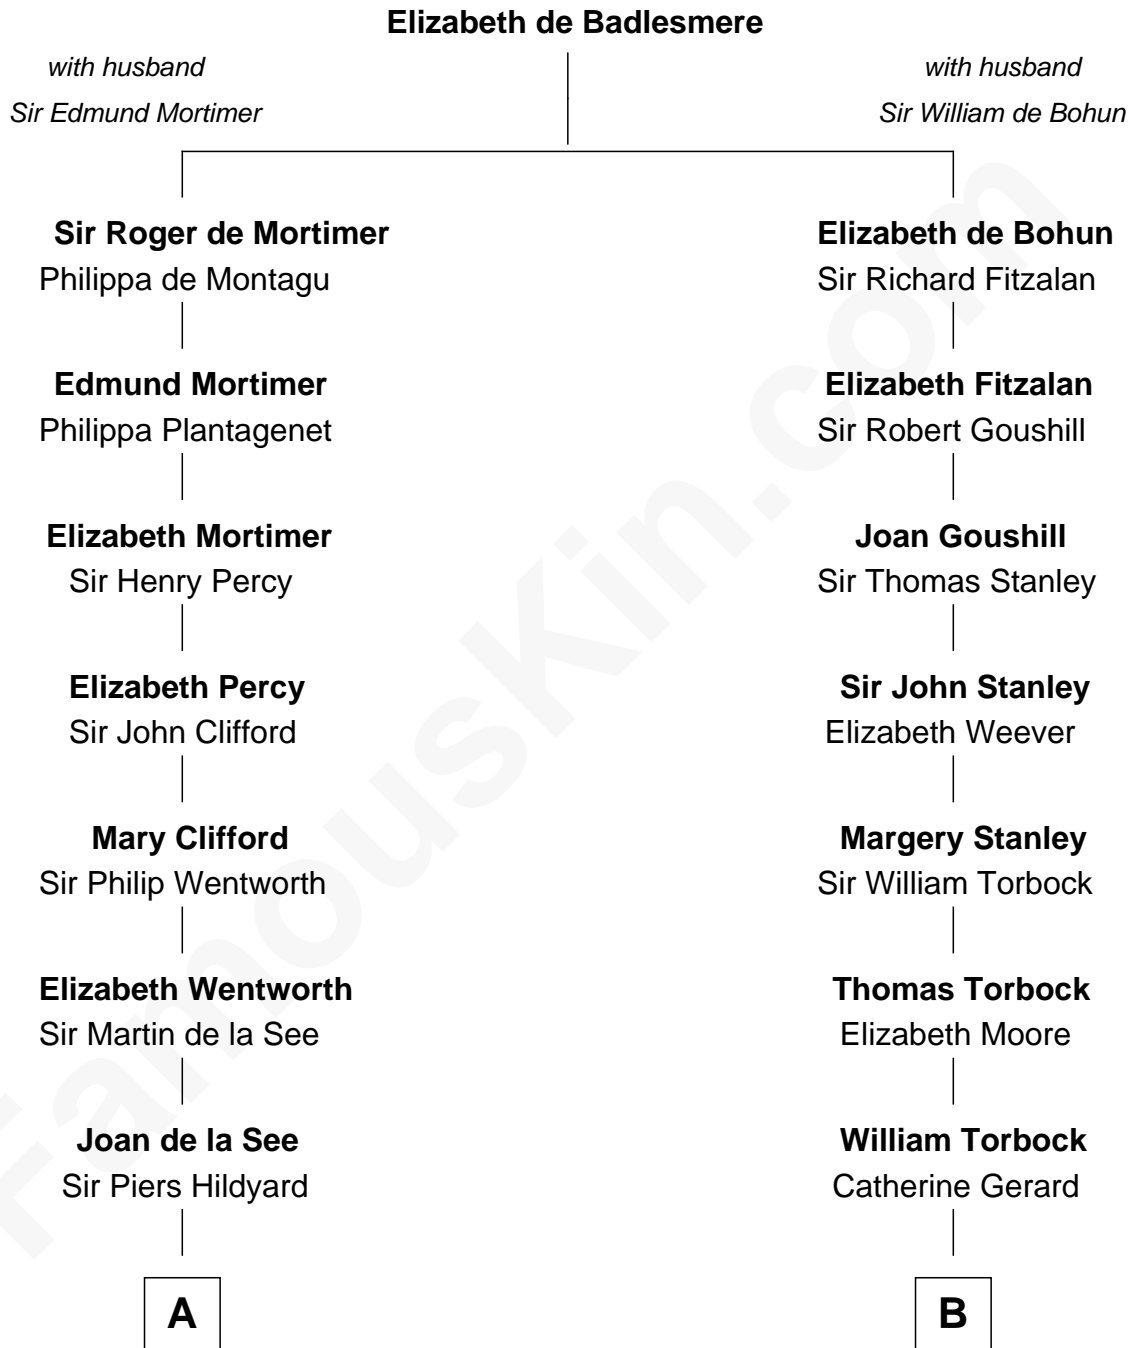 Elizabeth de Badlesmere
with husband
Sir Edmund Mortimer
with husband
Sir William de Bohun
Sir Roger de Mortimer
Philippa de Montagu
Elizabeth de Bohun
Sir Richard Fitzalan
Edmund Mortimer
Philippa Plantagenet
Elizabeth Fitzalan
Sir Robert Goushill
Elizabeth Mortimer
Sir Henry Percy
Joan Goushill
Sir Thomas Stanley
Elizabeth Percy
Sir John Clifford
Sir John Stanley
Elizabeth Weever
Mary Clifford
Sir Philip Wentworth
Margery Stanley
Sir William Torbock
Elizabeth Wentworth
Sir Martin de la See
Thomas Torbock
Elizabeth Moore
Joan de la See
Sir Piers Hildyard
William Torbock
Catherine Gerard
A
B
FamousKin.com